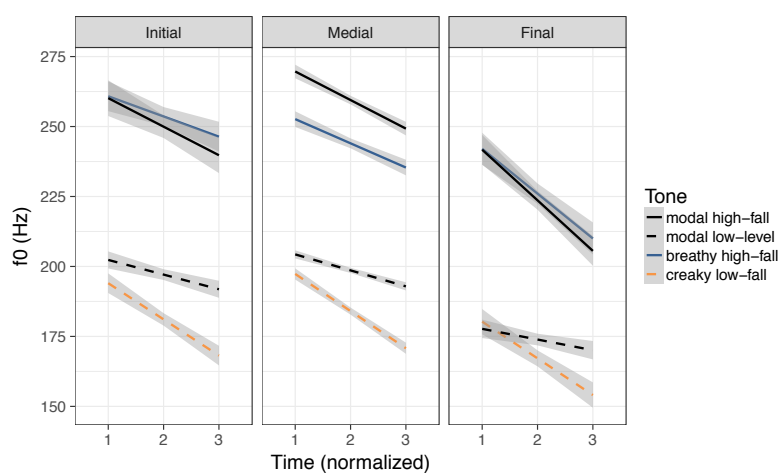 Initial
Medial
Final
275
250
225
200
175
150
f0 (Hz)
1 2 3
1 2 3
1 2 3
Time (normalized)
Tone
modal high−fall
modal low−level
breathy high−fall
creaky low−fall